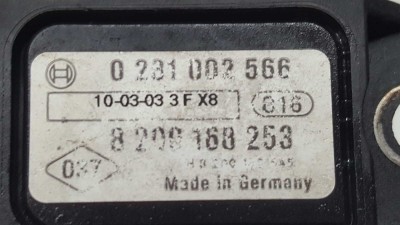 0 281 002 566
10-03-03 3 F X8 816
8 200 168 253
037
Made in Germany